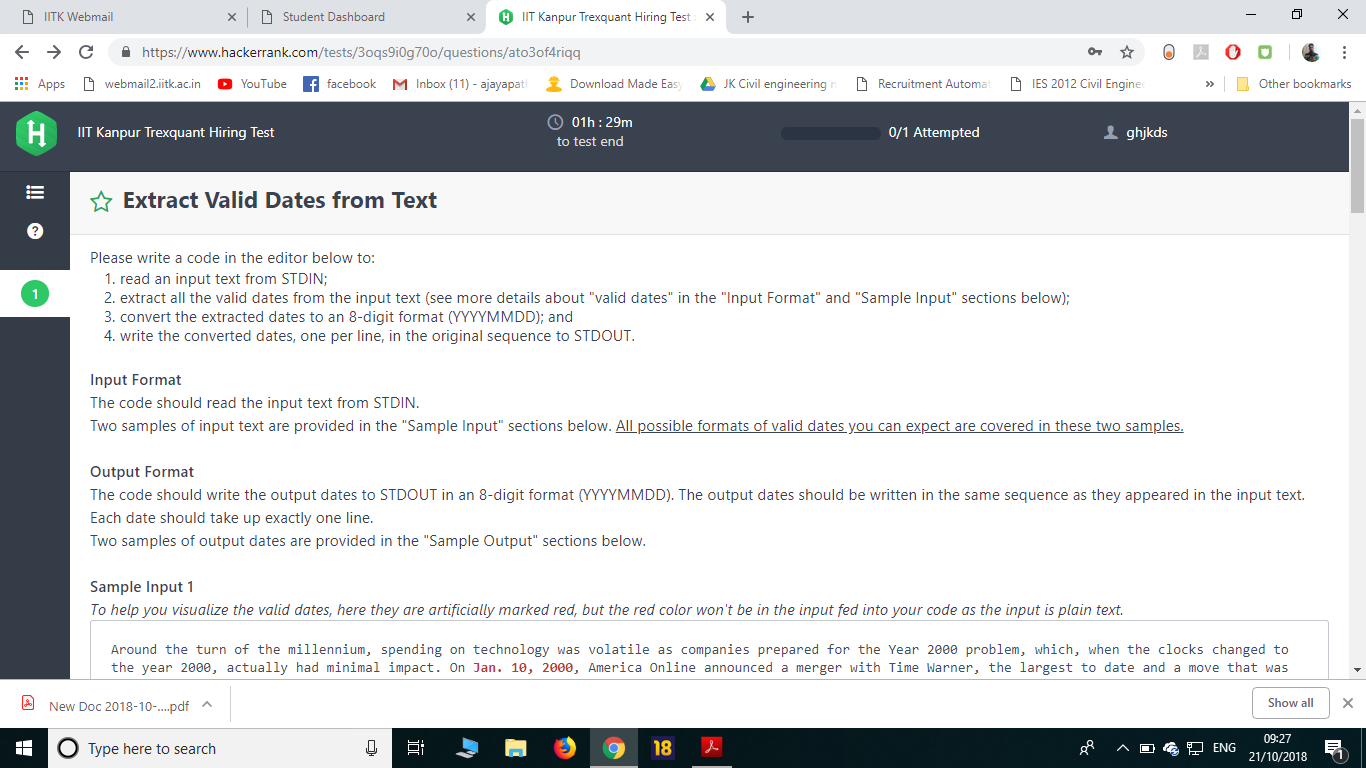 IITK Webmail
Student Dashboard
IIT Kanpur Trexquant Hiring Test
https://www.hackerrank.com/tests/3oqs9i0g70o/questions/ato3of4riqq
Apps webmail2.iitk.ac.in YouTube facebook Inbox (11) - ajayapat Download Made Easy JK Civil engineering Recruitment Automat IES 2012 Civil Engine » Other bookmarks
H IIT Kanpur Trexquant Hiring Test 01h : 29m 0/1 Attempted ghjkds
to test end
Extract Valid Dates from Text
?
1
Please write a code in the editor below to:
1. read an input text from STDIN;
2. extract all the valid dates from the input text (see more details about "valid dates" in the "Input Format" and "Sample Input" sections below);
3. convert the extracted dates to an 8-digit format (YYYYMMDD); and
4. write the converted dates, one per line, in the original sequence to STDOUT.
Input Format
The code should read the input text from STDIN.
Two samples of input text are provided in the "Sample Input" sections below. All possible formats of valid dates you can expect are covered in these two samples.
Output Format
The code should write the output dates to STDOUT in an 8-digit format (YYYYMMDD). The output dates should be written in the same sequence as they appeared in the input text.
Each date should take up exactly one line.
Two samples of output dates are provided in the "Sample Output" sections below.
Sample Input 1
To help you visualize the valid dates, here they are artificially marked red, but the red color won't be in the input fed into your code as the input is plain text.
Around the turn of the millennium, spending on technology was volatile as companies prepared for the Year 2000 problem, which, when the clocks changed to
the year 2000, actually had minimal impact. On Jan. 10, 2000, America Online announced a merger with Time Warner, the largest to date and a move that was
New Doc 2018-10-....pdf
Show all
Type here to search
18
ENG
09:27
21/10/2018
1